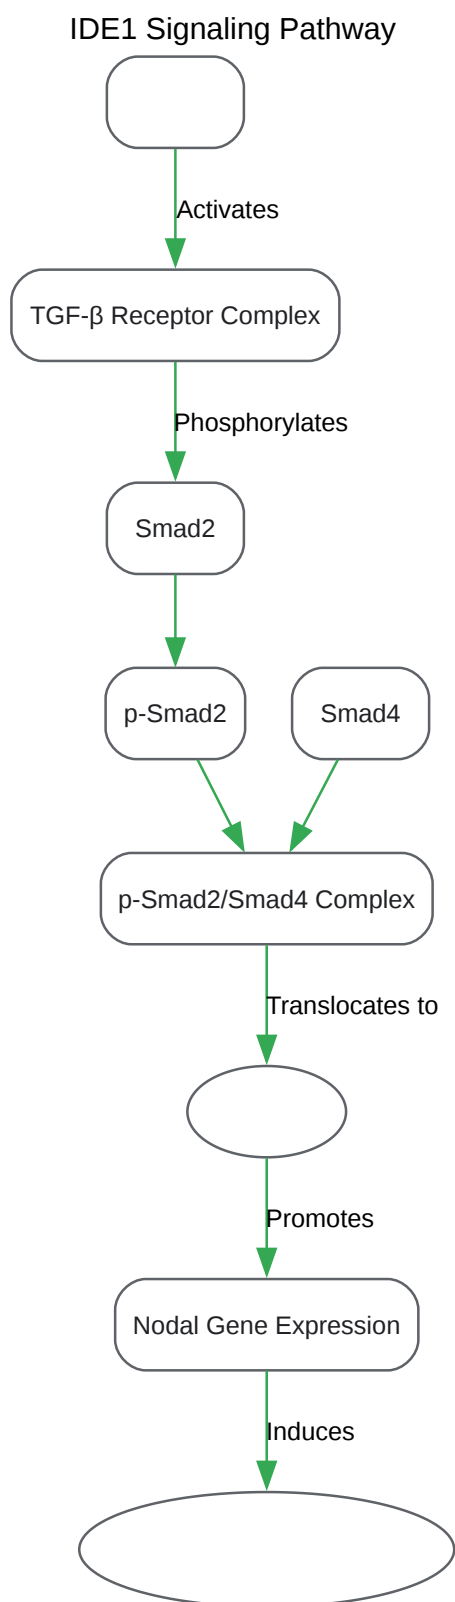 IDE1 Signaling Pathway
Activates
TGF-β Receptor Complex
Phosphorylates
Smad2
p-Smad2
Smad4
p-Smad2/Smad4 Complex
Translocates to
Promotes
Nodal Gene Expression
Induces